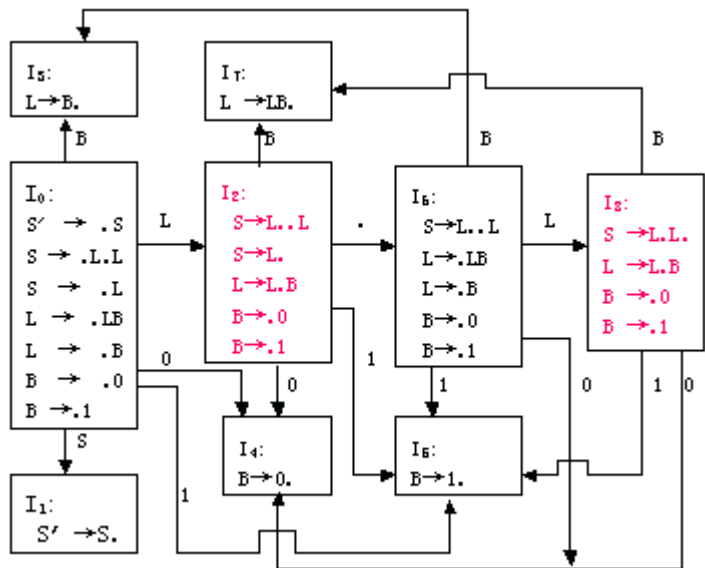 I₃:
L→B.
I₇:
L →LB.
B
B
B
B
I₀:
S′ → .S
S → .L.L
S → .L
L → .LB
L → .B
B → .0
B →.1
L
I₂:
S→L..L
S→L.
L→L.B
B→.0
B→.1
.
I₆:
S→L..L
L→.LB
L→.B
B→.0
B→.1
L
I₈:
S →L.L.
L →L.B
B →.0
B →.1
0
1
S
0
1
0
1
0
1
I₄:
B→0.
I₅:
B→1.
I₁:
S′ →S.